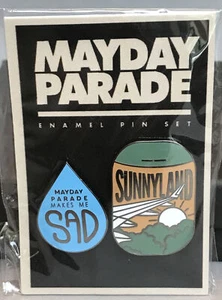 MAYDAY
PARADE
ENAMEL PIN SET
MAYDAY
PARADE
MAKES ME
SAD
SUNNYLAND